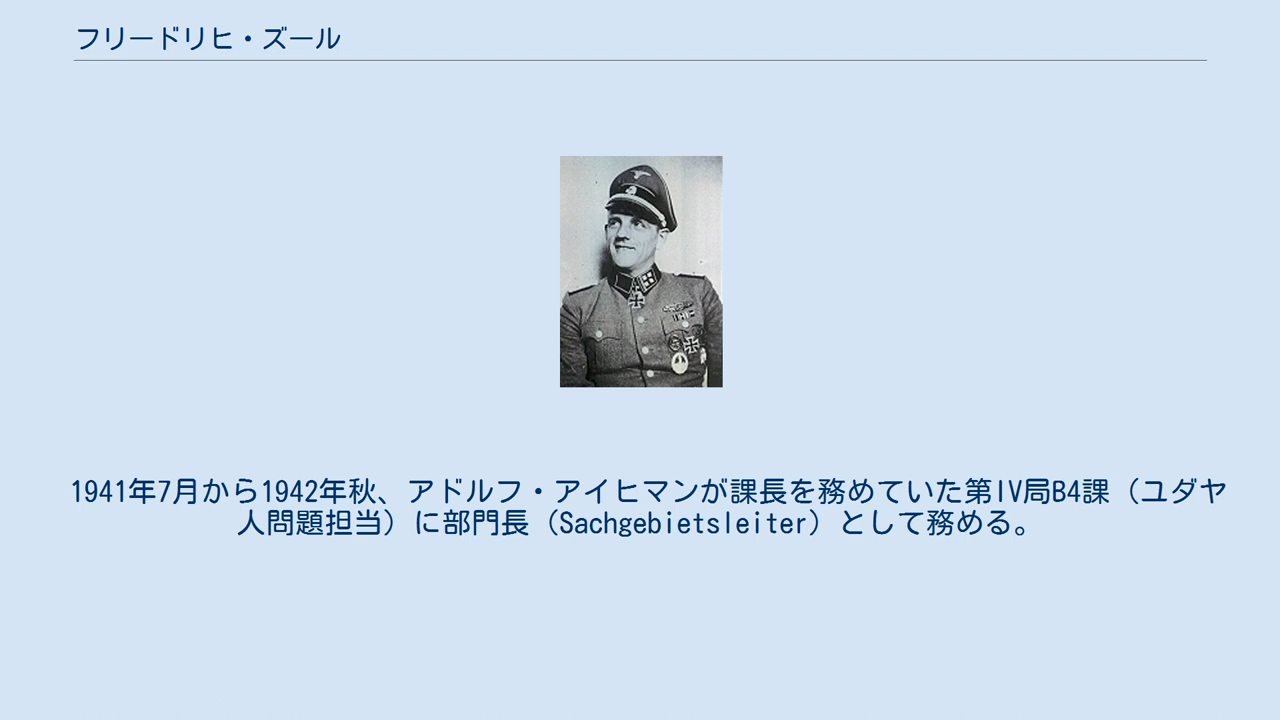 フリードリヒ・ズール
1941年7月から1942年秋、アドルフ・アイヒマンが課長を務めていた第IV局B4課（ユダヤ
人問題担当）に部門長（Sachgebietsleiter）として務める。